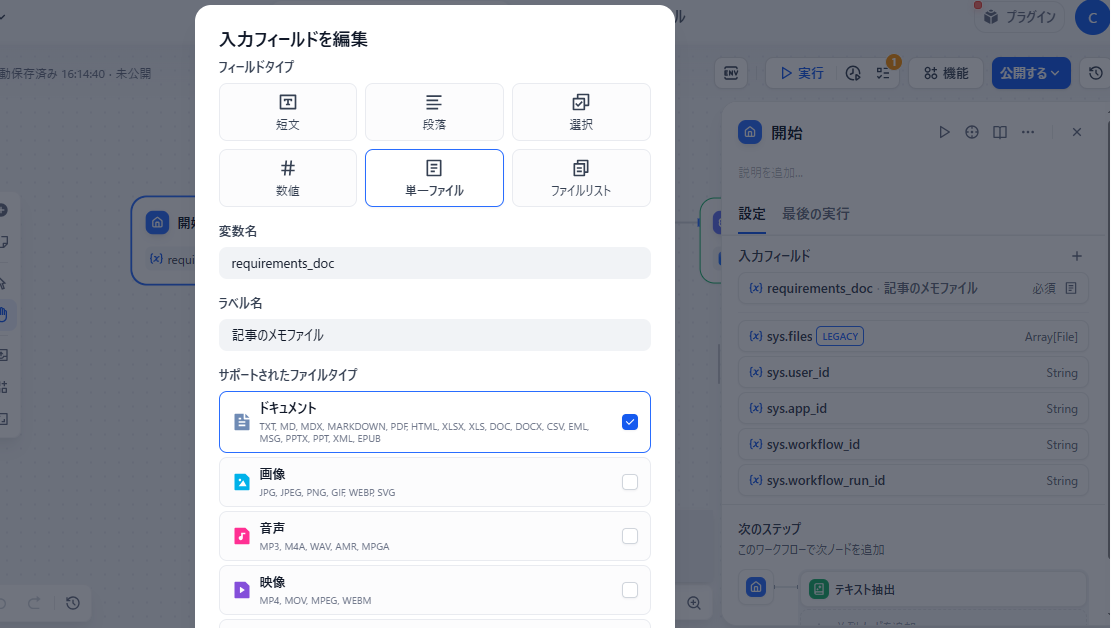 入力フィールドを編集
フィールドタイプ
短文
段落
選択
数値
単一ファイル
ファイルリスト
変数名
requirements_doc
ラベル名
記事のメモファイル
サポートされたファイルタイプ
ドキュメント
TXT, MD, MDX, MARKDOWN, PDF, HTML, XLSX, XLS, DOC, DOCX, CSV, EML,
MSG, PPTX, PPT, XML, EPUB
画像
JPG, JPEG, PNG, GIF, WEBP, SVG
音声
MP3, M4A, WAV, AMR, MPGA
映像
MP4, MOV, MPEG, WEBM
動保存済み 16:14:40 · 未公開
開始
{x} requi
ル
プラグイン
C
ENV
実行
1
機能
公開する
開始
説明を追加...
設定 最後の実行
入力フィールド
{x} requirements_doc · 記事のメモファイル 必須
{x} sys.files LEGACY Array[File]
{x} sys.user_id String
{x} sys.app_id String
{x} sys.workflow_id String
{x} sys.workflow_run_id String
次のステップ
このワークフローで次ノードを追加
テキスト抽出